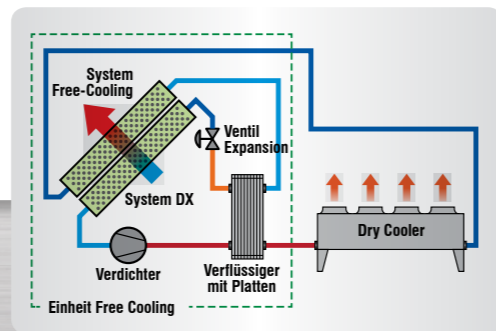 System
Free-Cooling
Ventil
Expansion
System DX
Dry Cooler
Verdichter
Verflüssiger
mit Platten
Einheit Free Cooling